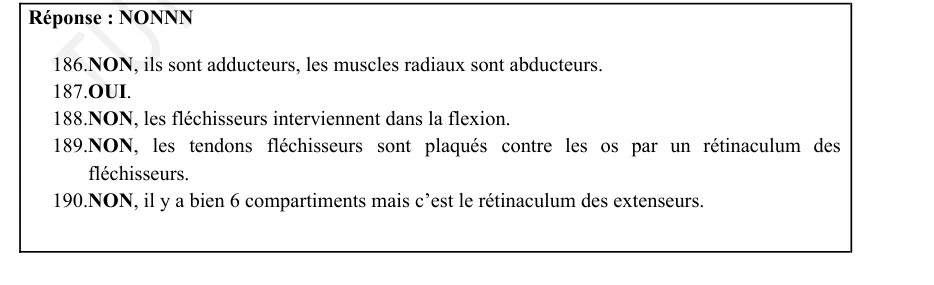 Réponse : NONNN
186.NON, ils sont adducteurs, les muscles radiaux sont abducteurs.
187.OUI.
188.NON, les fléchisseurs interviennent dans la flexion.
189.NON, les tendons fléchisseurs sont plaqués contre les os par un rétinaculum des
fléchisseurs.
190.NON, il y a bien 6 compartiments mais c’est le rétinaculum des extenseurs.